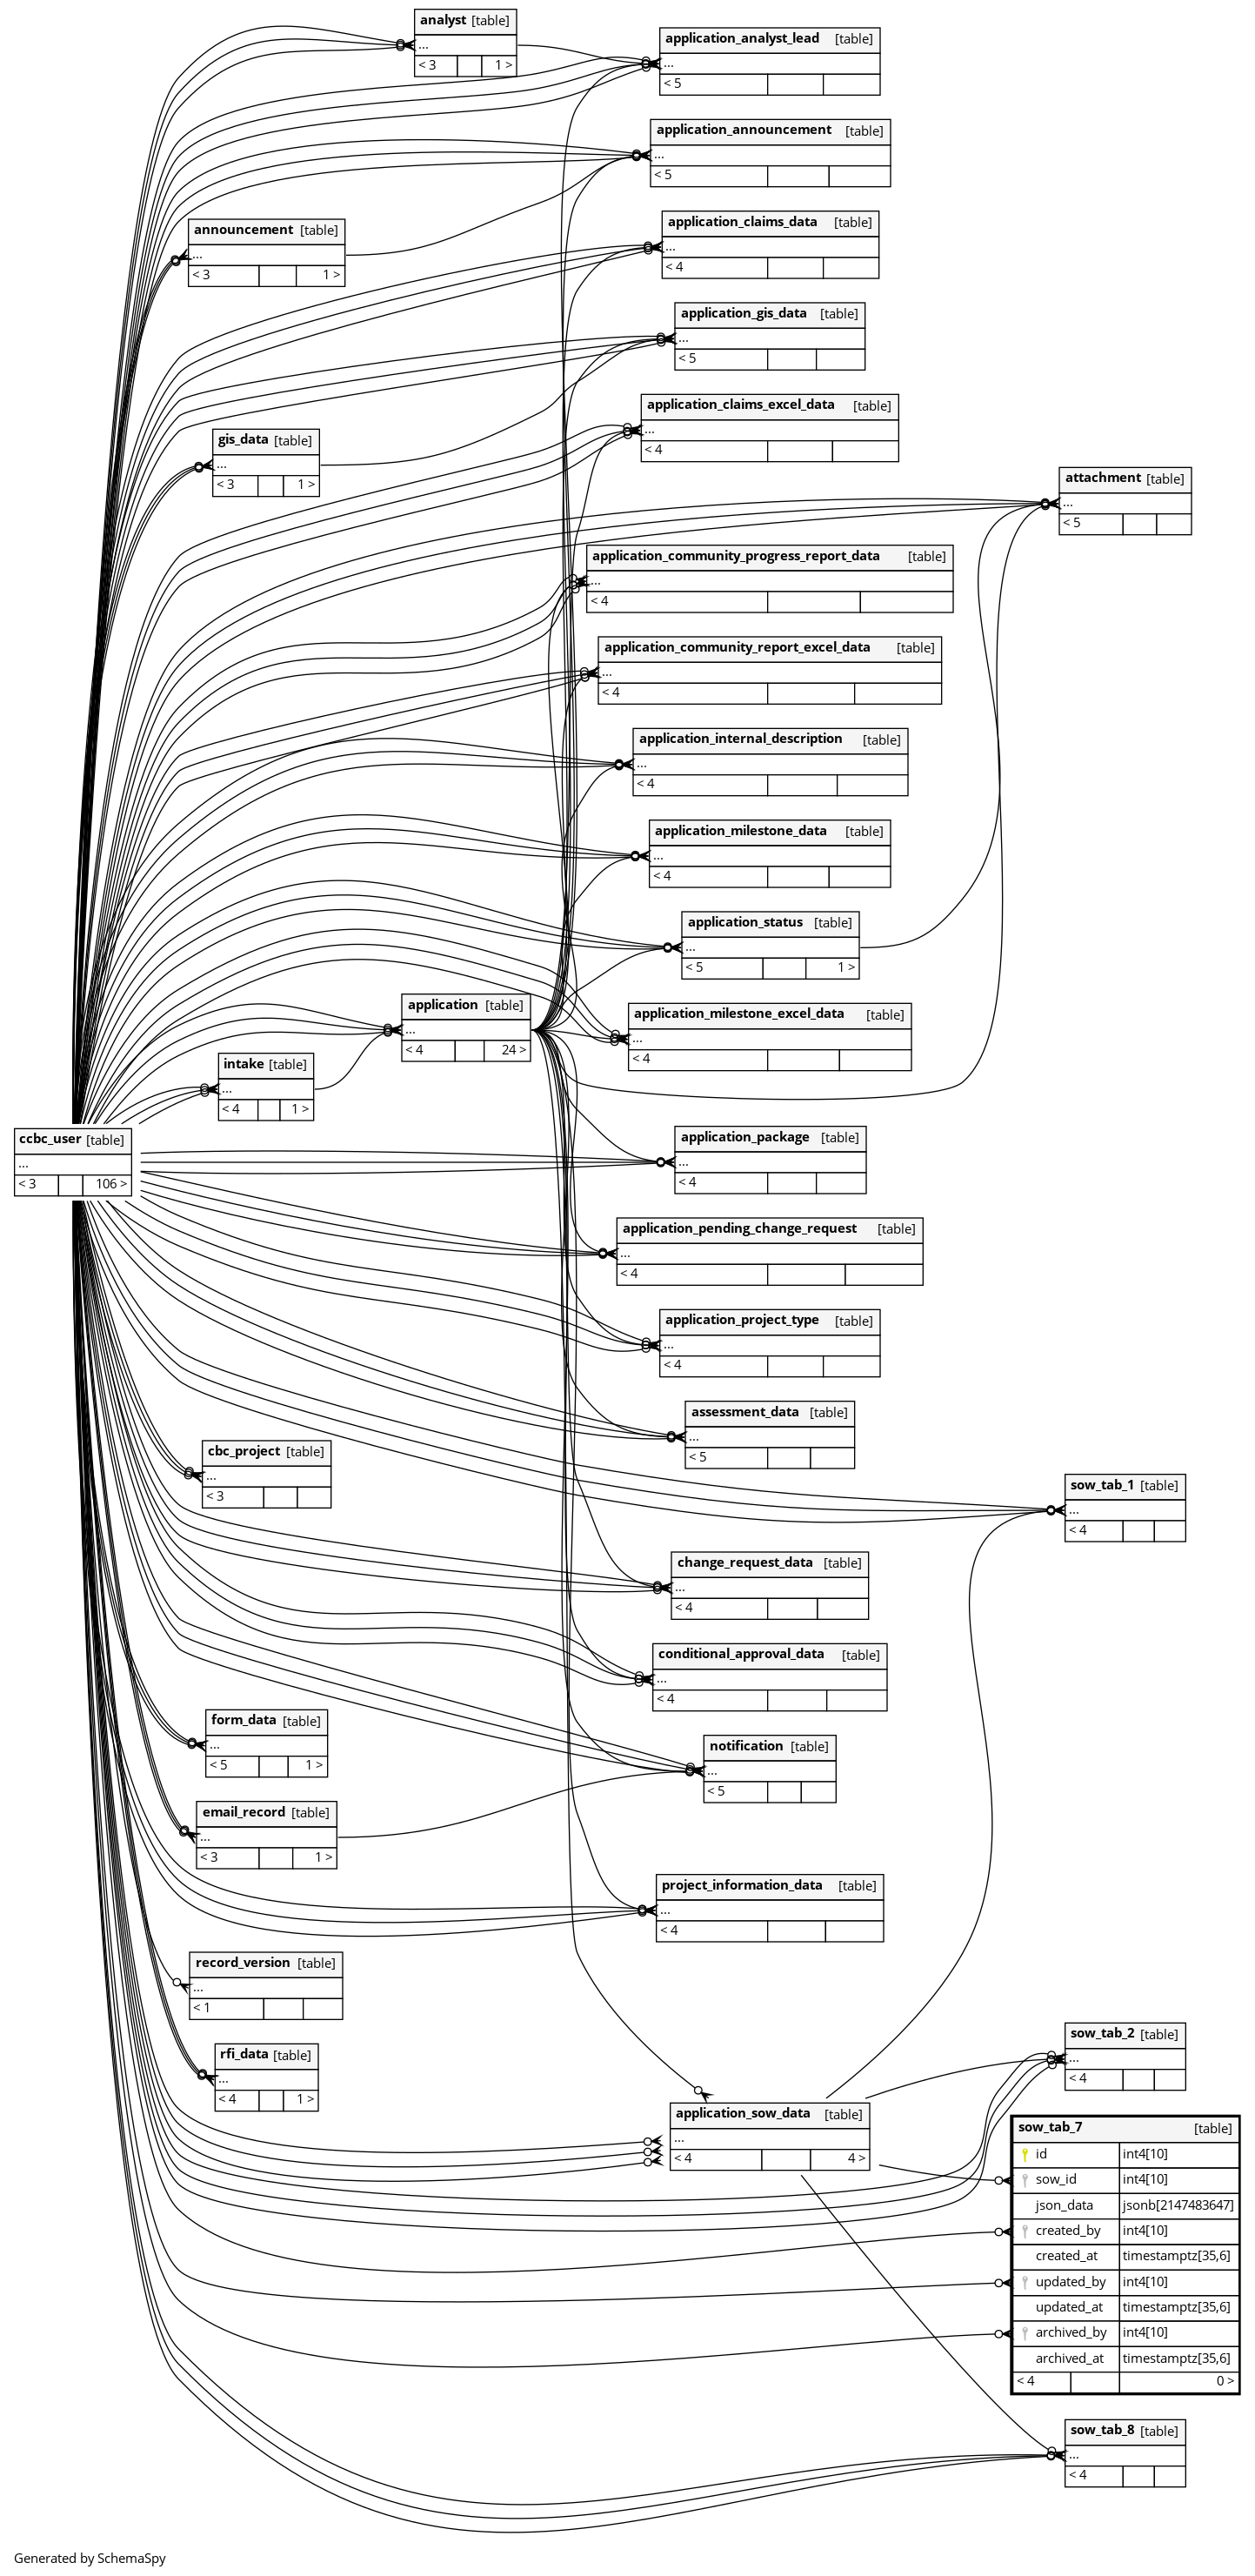 analyst [table]
...
< 3 1 >
application_analyst_lead [table]
...
< 5
application_announcement [table]
...
< 5
announcement [table]
...
< 3 1 >
application_claims_data [table]
...
< 4
application_gis_data [table]
...
< 5
application_claims_excel_data [table]
...
< 4
gis_data [table]
...
< 3 1 >
attachment [table]
...
< 5
application_community_progress_report_data [table]
...
< 4
application_community_report_excel_data [table]
...
< 4
application_internal_description [table]
...
< 4
application_milestone_data [table]
...
< 4
application_status [table]
...
< 5 1 >
application [table]
...
< 4 24 >
application_milestone_excel_data [table]
...
< 4
intake [table]
...
< 4 1 >
ccbc_user [table]
...
< 3 106 >
application_package [table]
...
< 4
application_pending_change_request [table]
...
< 4
application_project_type [table]
...
< 4
assessment_data [table]
...
< 5
cbc_project [table]
...
< 3
sow_tab_1 [table]
...
< 4
change_request_data [table]
...
< 4
conditional_approval_data [table]
...
< 4
form_data [table]
...
< 5 1 >
notification [table]
...
< 5
email_record [table]
...
< 3 1 >
project_information_data [table]
...
< 4
record_version [table]
...
< 1
rfi_data [table]
...
< 4 1 >
sow_tab_2 [table]
...
< 4
application_sow_data [table]
...
< 4 4 >
sow_tab_7 [table]
id int4[10]
sow_id int4[10]
json_data jsonb[2147483647]
created_by int4[10]
created_at timestamptz[35,6]
updated_by int4[10]
updated_at timestamptz[35,6]
archived_by int4[10]
archived_at timestamptz[35,6]
< 4 0 >
sow_tab_8 [table]
...
< 4
Generated by SchemaSpy